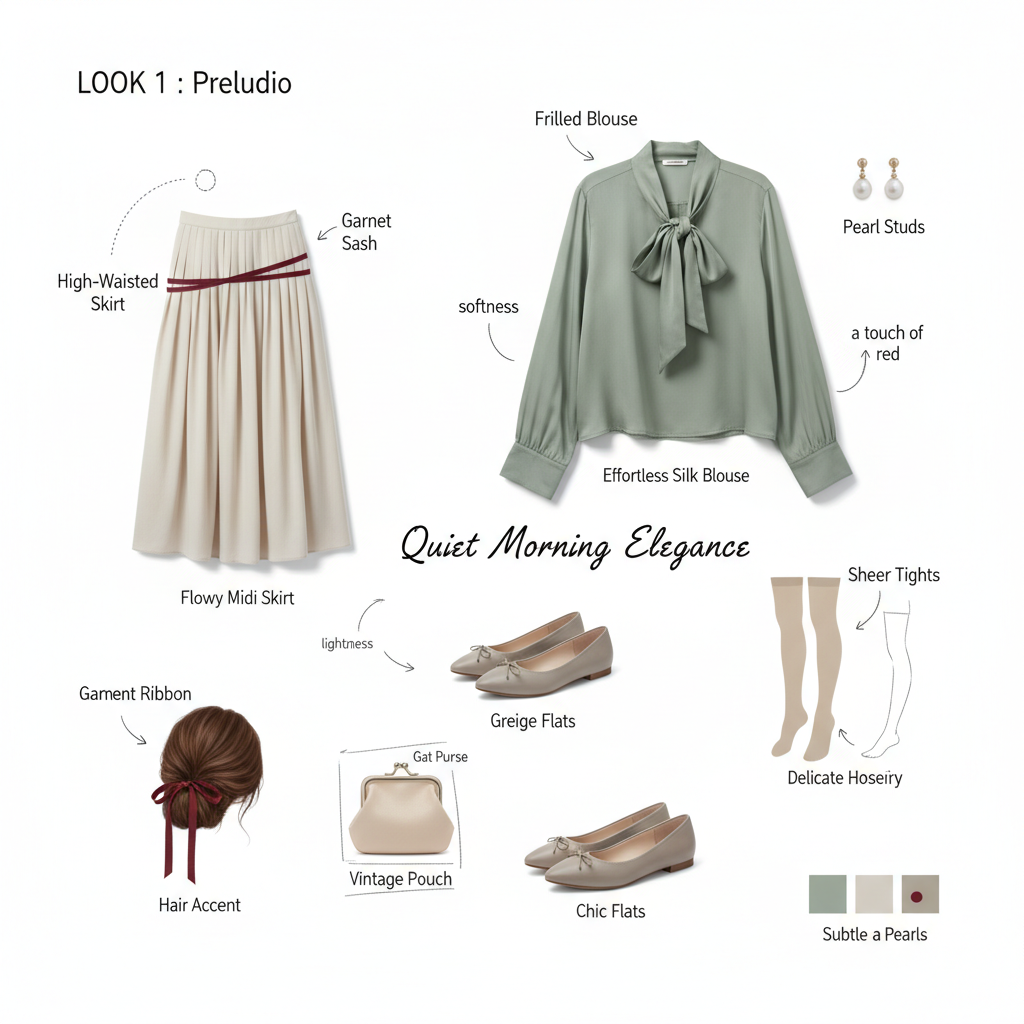 LOOK 1 : Preludio
Frilled Blouse
Pearl Studs
Garnet
Sash
High-Waisted
Skirt
softness
a touch of
red
Effortless Silk Blouse
Quiet Morning Elegance
Flowy Midi Skirt
Sheer Tights
lightness
Gament Ribbon
Greige Flats
Gat Purse
Delicate Hoseiry
Vintage Pouch
Hair Accent
Chic Flats
Subtle a Pearls